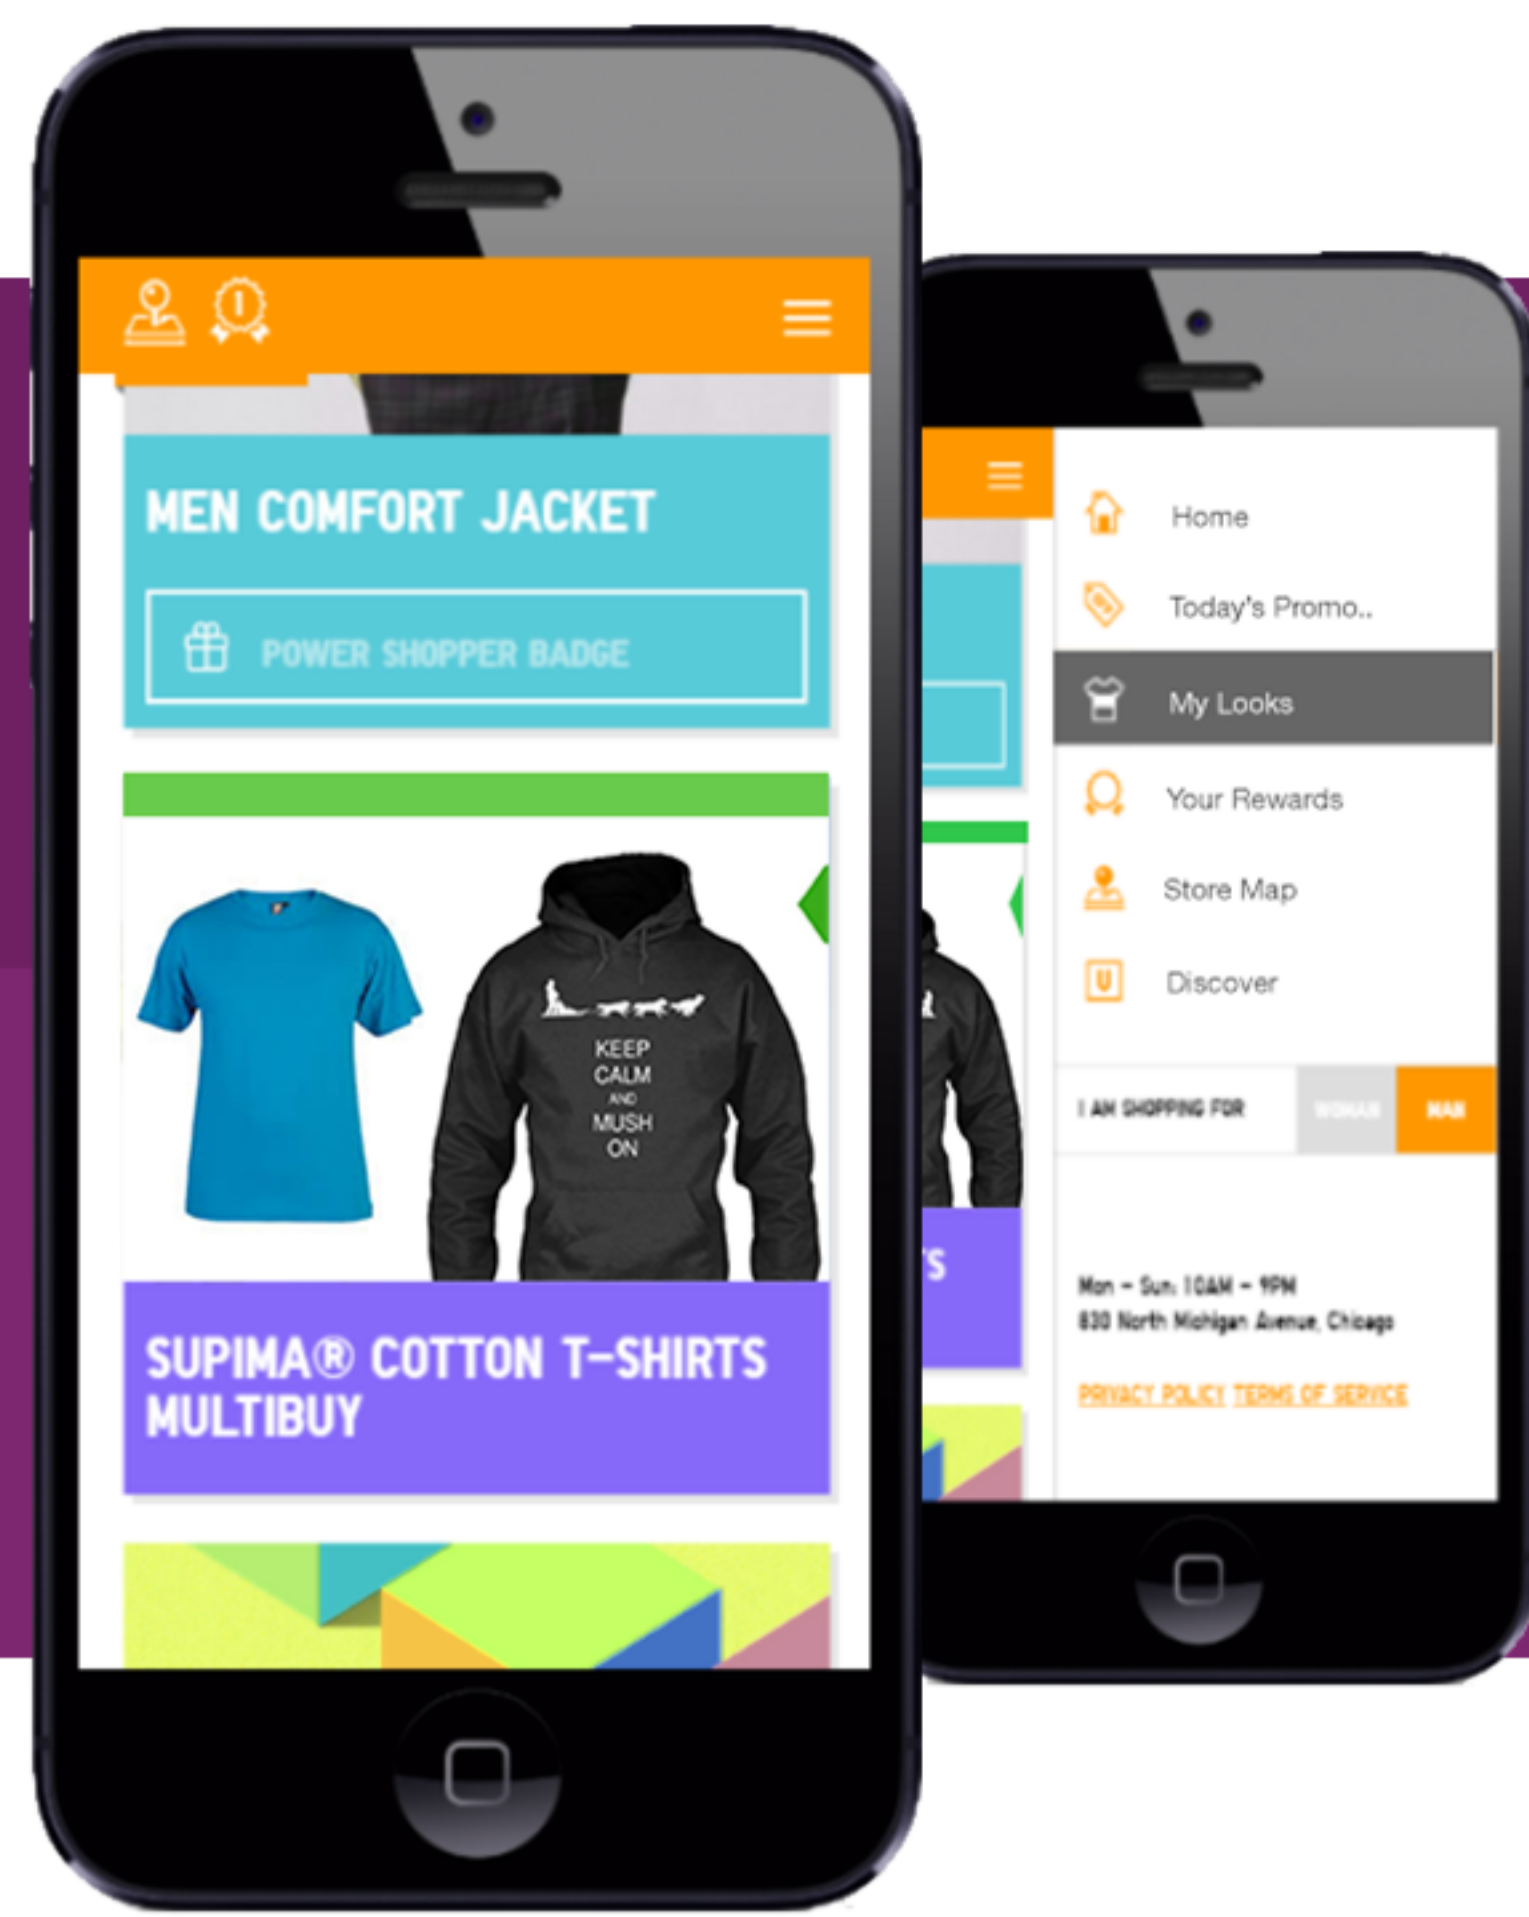 MEN COMFORT JACKET
POWER SHOPPER BADGE
KEEP
CALM
AND
MUSH
ON
SUPIMA® COTTON T-SHIRTS
MULTIBUY
Home
Today's Promo..
My Looks
Your Rewards
Store Map
U
Discover
I AM SHOPPING FOR WOMAN MAN
TS
Mon - Sun: 10AM - 9PM
830 North Michigan Avenue, Chicago
PRIVACY POLICY TERMS OF SERVICE